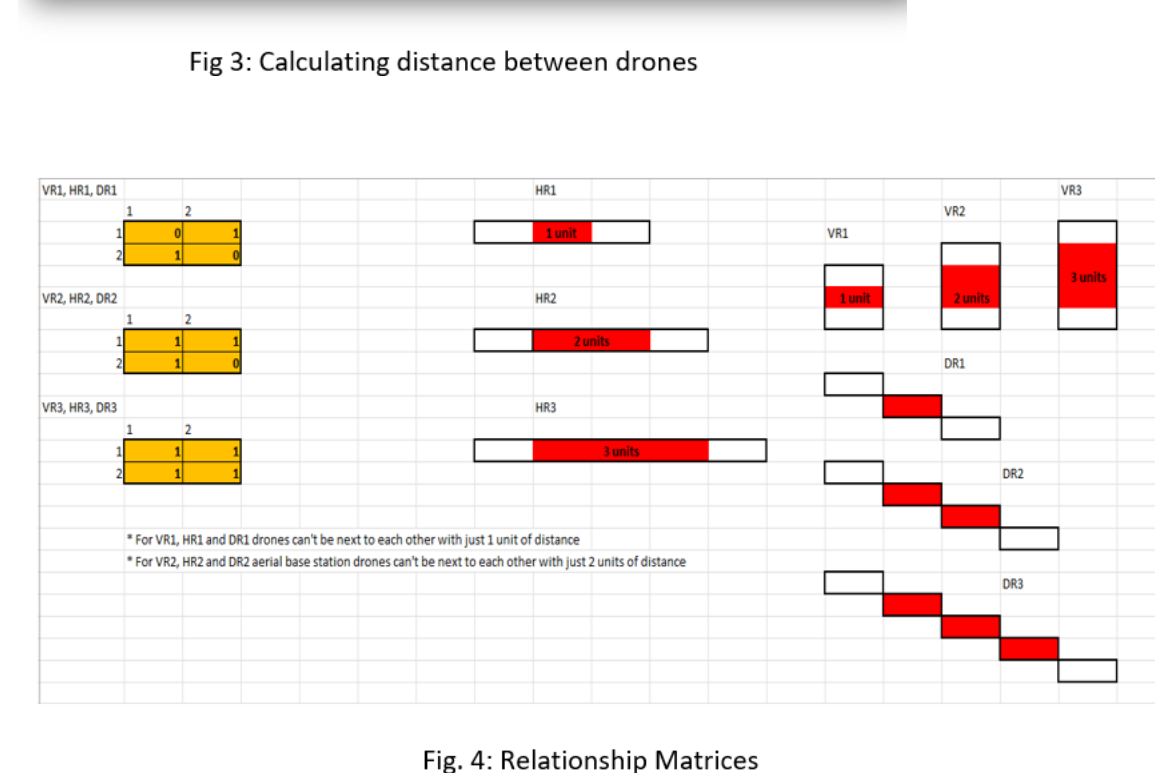 Fig 3: Calculating distance between drones
VR1, HR1, DR1
1 2
1 0 1
2 1 0
VR2, HR2, DR2
1 2
1 1 1
2 1 0
VR3, HR3, DR3
1 2
1 1 1
2 1 1
* For VR1, HR1 and DR1 drones can't be next to each other with just 1 unit of distance
* For VR2, HR2 and DR2 aerial base station drones can't be next to each other with just 2 units of distance
HR1
1 unit
HR2
2 units
HR3
3 units
VR1
1 unit
VR2
2 units
VR3
3 units
DR1
DR2
DR3
Fig. 4: Relationship Matrices